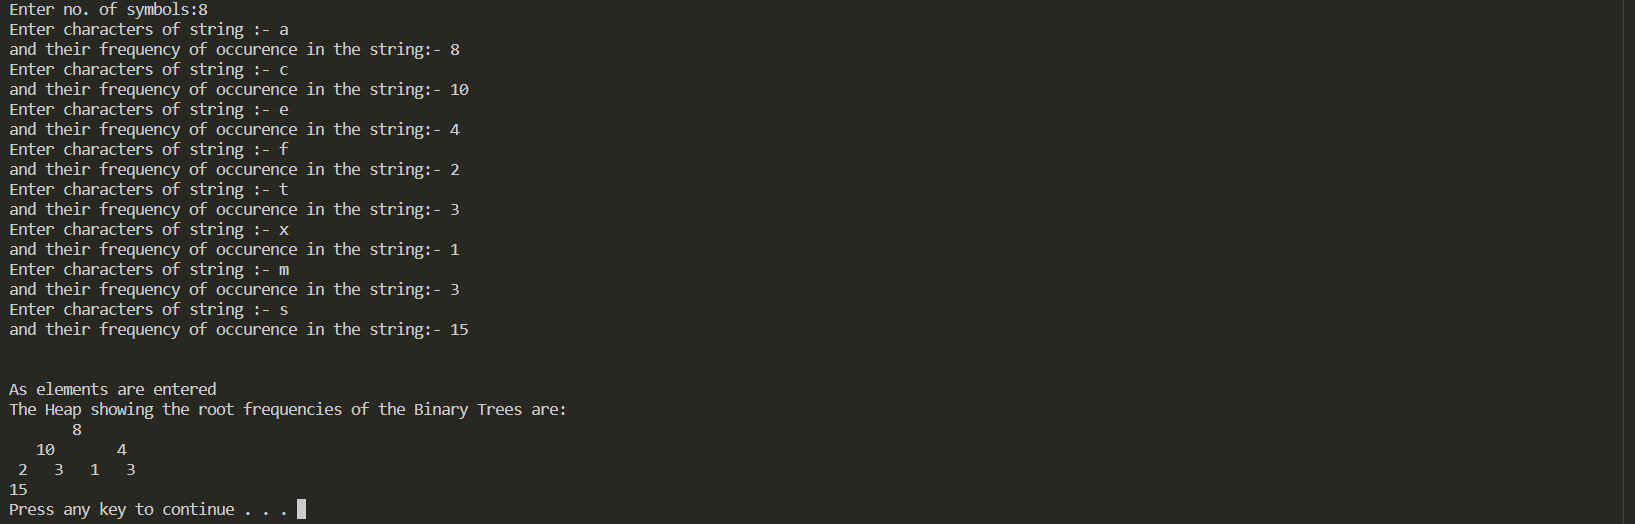 Enter no. of symbols:8
Enter characters of string :- a
and their frequency of occurence in the string:- 8
Enter characters of string :- c
and their frequency of occurence in the string:- 10
Enter characters of string :- e
and their frequency of occurence in the string:- 4
Enter characters of string :- f
and their frequency of occurence in the string:- 2
Enter characters of string :- t
and their frequency of occurence in the string:- 3
Enter characters of string :- x
and their frequency of occurence in the string:- 1
Enter characters of string :- m
and their frequency of occurence in the string:- 3
Enter characters of string :- s
and their frequency of occurence in the string:- 15
As elements are entered
The Heap showing the root frequencies of the Binary Trees are:
8
10 4
2 3 1 3
15
Press any key to continue . . .